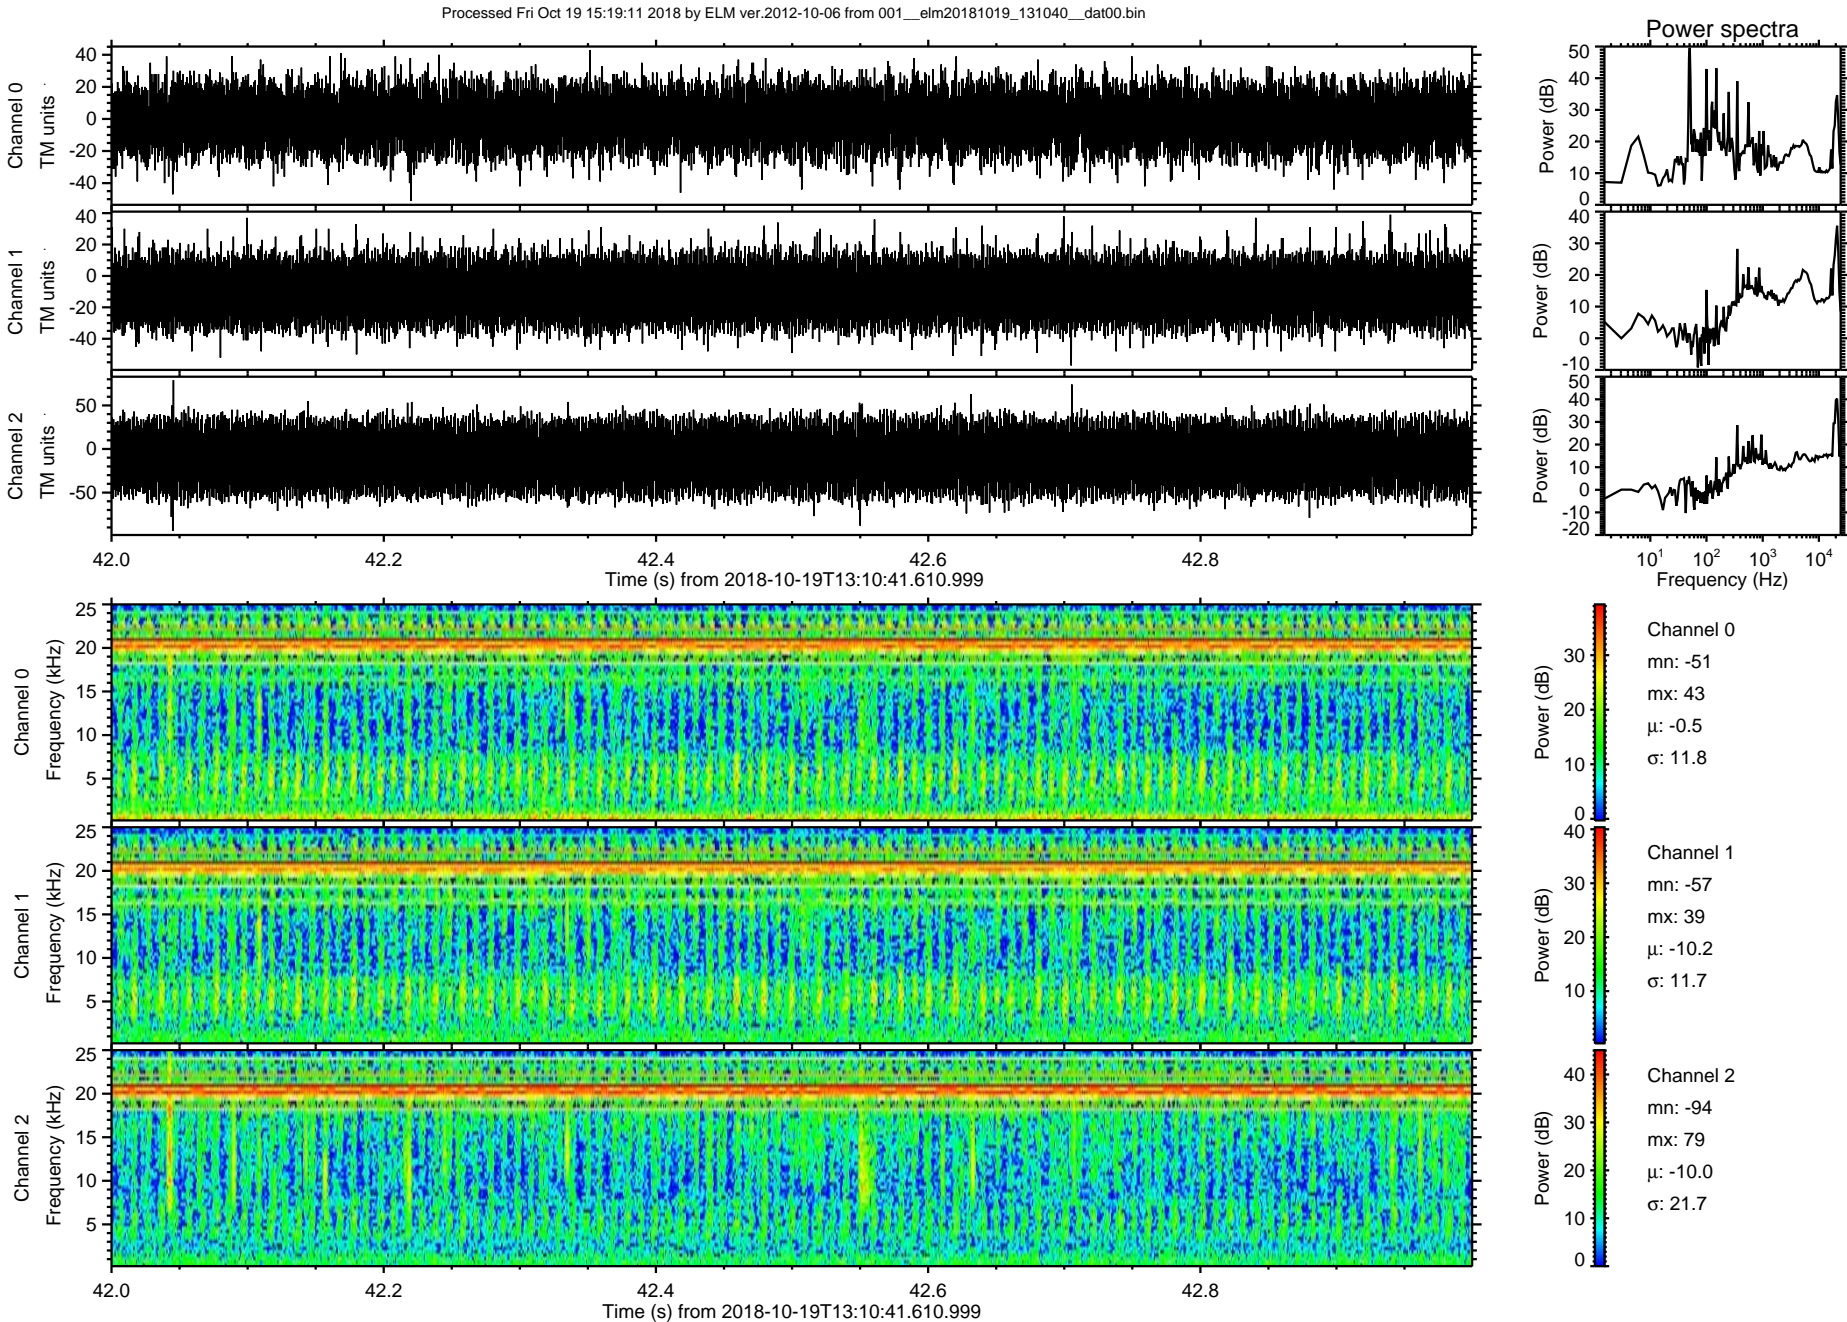 Processed Fri Oct 19 15:19:11 2018 by ELM ver.2012-10-06 from 001__elm20181019_131040__dat00.bin
Power spectra
Channel 0
TM units
40
20
0
-20
-40
Power (dB)
50
40
30
20
10
0
Channel 1
TM units
40
20
0
-20
-40
Power (dB)
40
30
20
10
0
-10
Channel 2
TM units
50
0
-50
Power (dB)
50
40
30
20
10
0
-10
-20
42.0 42.2 42.4 42.6 42.8
Time (s) from 2018-10-19T13:10:41.610.999
10¹ 10² 10³ 10⁴
Frequency (Hz)
Channel 0
Frequency (kHz)
25
20
15
10
5
Power (dB)
30
20
10
0
Channel 0
mn: -51
mx: 43
μ: -0.5
σ: 11.8
Channel 1
Frequency (kHz)
25
20
15
10
5
Power (dB)
40
30
20
10
Channel 1
mn: -57
mx: 39
μ: -10.2
σ: 11.7
Channel 2
Frequency (kHz)
25
20
15
10
5
Power (dB)
40
30
20
10
0
Channel 2
mn: -94
mx: 79
μ: -10.0
σ: 21.7
42.0 42.2 42.4 42.6 42.8
Time (s) from 2018-10-19T13:10:41.610.999